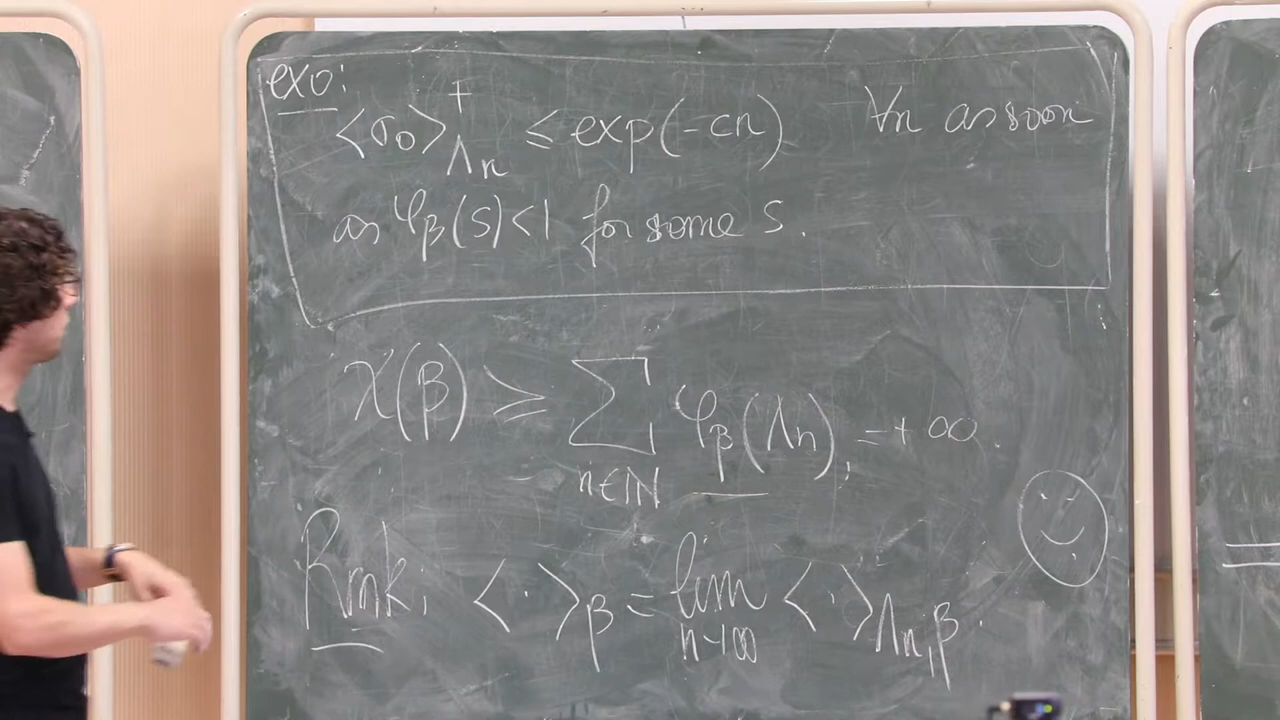 exo:
<σ₀>⁺_Λn ≤ exp(-cn) ∀n as soon
as φ_β(S)<1 for some S.
χ(β) ≥ ∑_{n∈ℕ} φ_β(Λn) = +∞.
Rmk: <·>_β = lim_{n→∞} <·>_{Λn,β}.